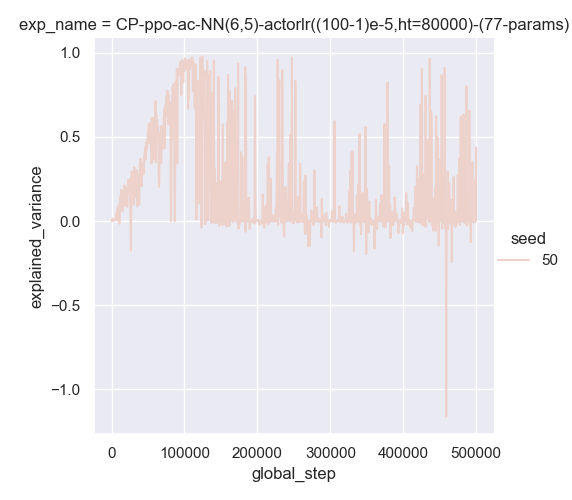 exp_name = CP-ppo-ac-NN(6,5)-actorlr((100-1)e-5,ht=80000)-(77-params)
1.0
0.5
0.0
−0.5
−1.0
explained_variance
0 100000 200000 300000 400000 500000
global_step
seed
50